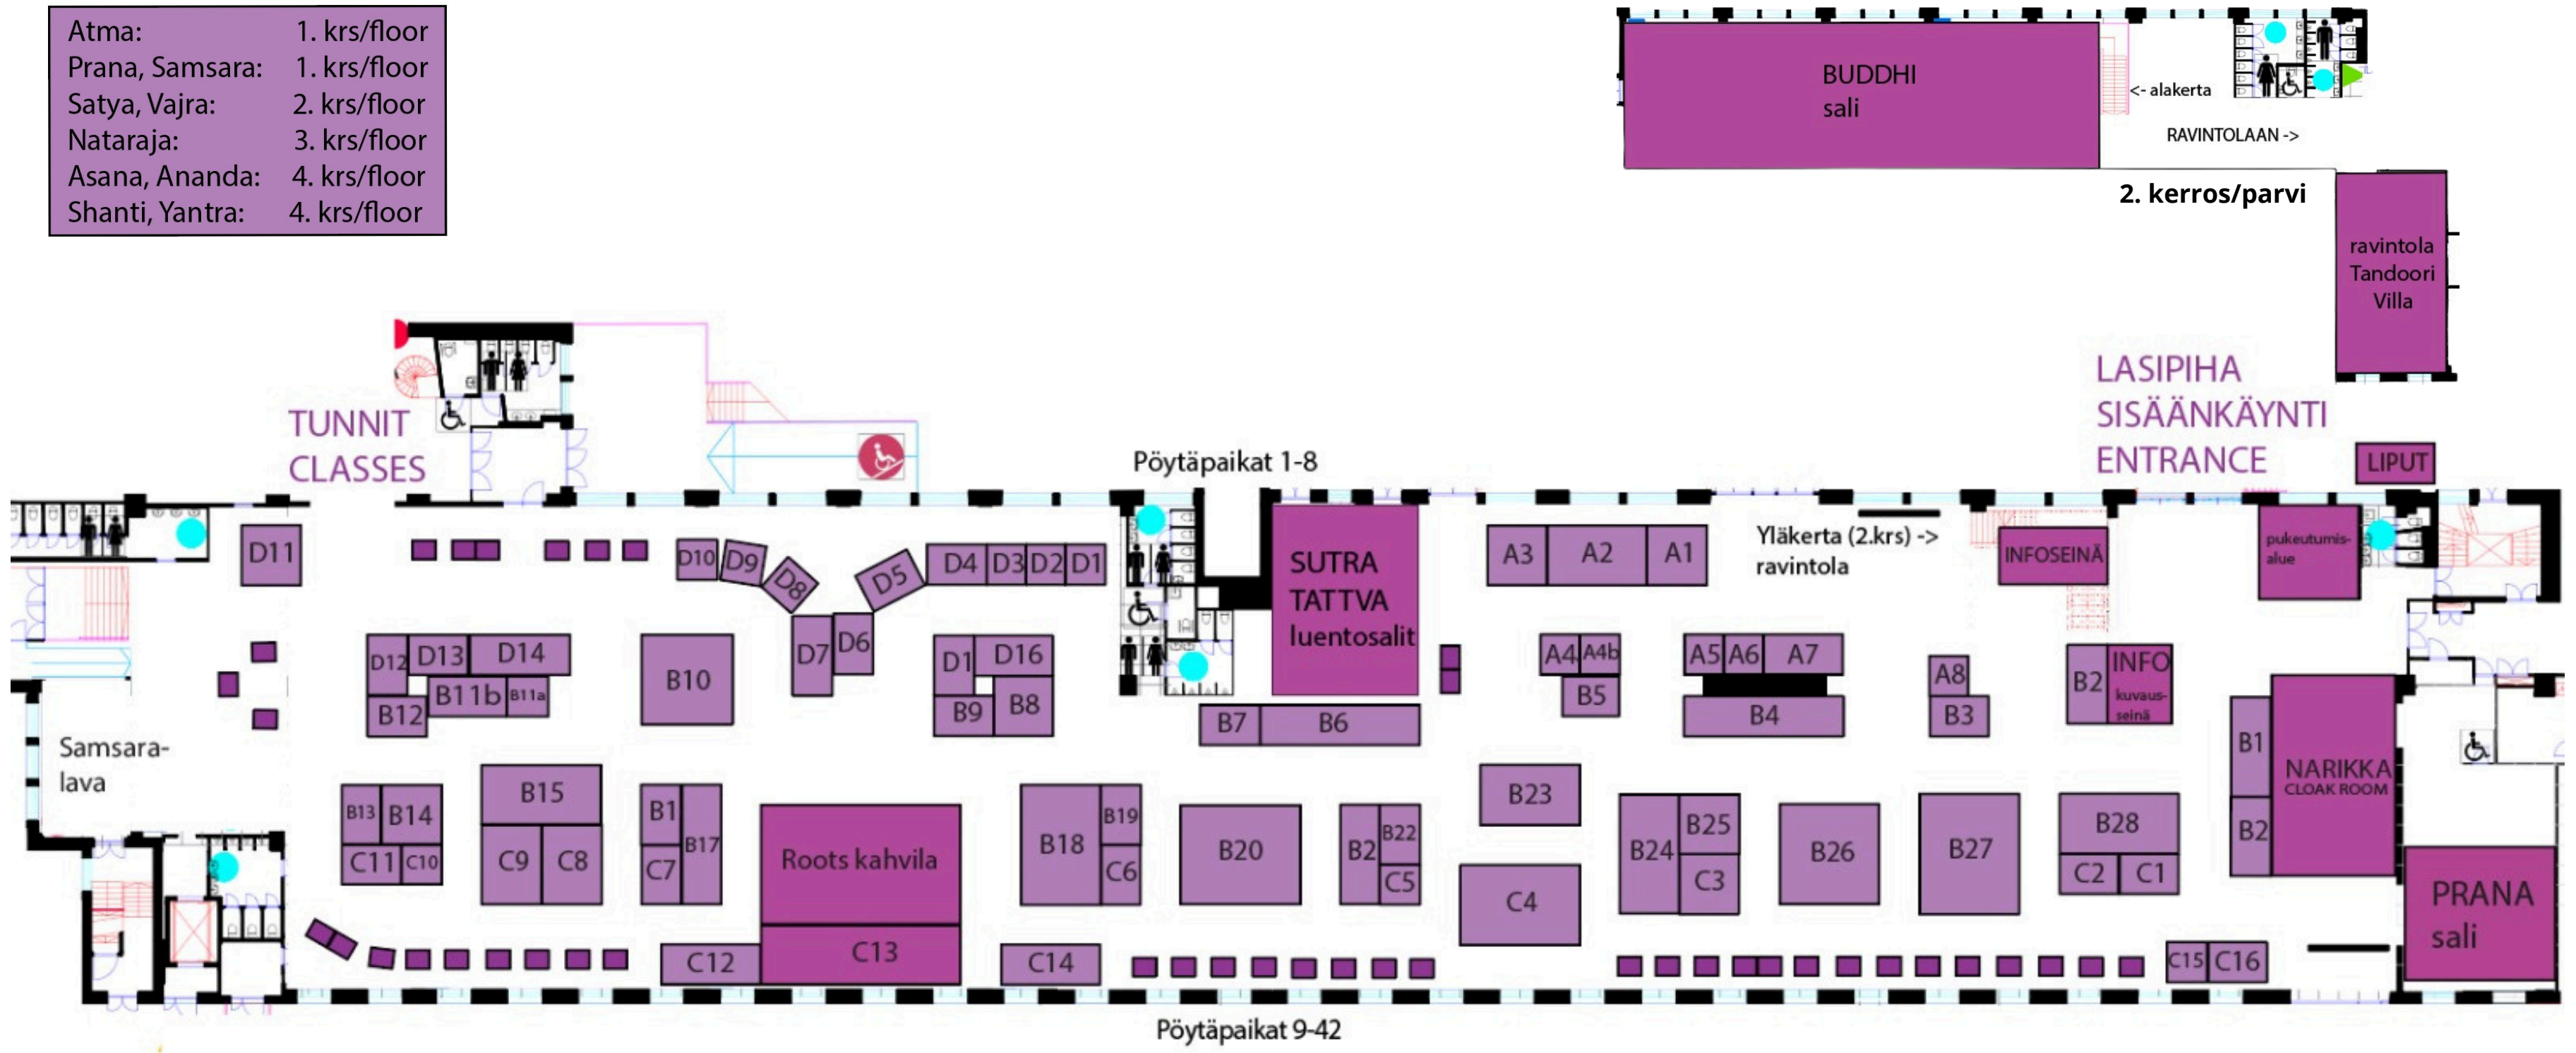 Atma: 1. krs/floor
Prana, Samsara: 1. krs/floor
Satya, Vajra: 2. krs/floor
Nataraja: 3. krs/floor
Asana, Ananda: 4. krs/floor
Shanti, Yantra: 4. krs/floor
BUDDHI
sali
<- alakerta
RAVINTOLAAN ->
2. kerros/parvi
ravintola
Tandoori
Villa
LASIPIHA
SISÄÄNKÄYNTI
ENTRANCE
LIPUT
TUNNIT
CLASSES
Pöytäpaikat 1-8
D11
D10
D9
D8
D5
D4
D3
D2
D1
SUTRA
TATTVA
luentosalit
A3
A2
A1
Yläkerta (2.krs) ->
ravintola
INFOSEINÄ
pukeutumis-
alue
D12
D13
D14
B11b
B11a
B12
B10
D7
D6
D1
D16
B9
B8
B7
B6
A4
A4b
B5
A5
A6
A7
B4
A8
B3
B2
INFO
kuvaus-
seinä
B1
B2
NARIKKA
CLOAK ROOM
Samsara-
lava
B13
B14
C11
C10
B15
C9
C8
B1
B17
C7
Roots kahvila
C13
C12
B18
B19
C6
C14
B20
B2
B22
C5
B23
C4
B24
B25
C3
B26
B27
B28
C2
C1
C15
C16
PRANA
sali
Pöytäpaikat 9-42